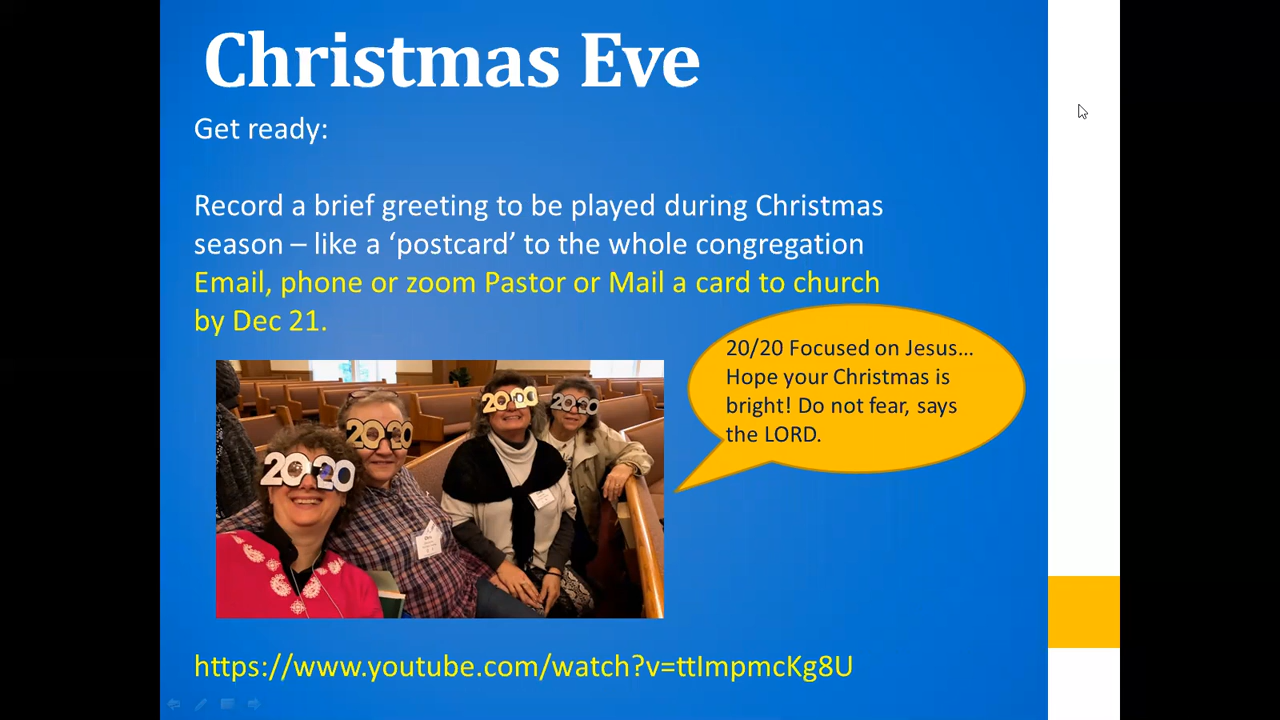 Christmas Eve
Get ready:
Record a brief greeting to be played during Christmas
season – like a ‘postcard’ to the whole congregation
Email, phone or zoom Pastor or Mail a card to church
by Dec 21.
20/20 Focused on Jesus...
Hope your Christmas is
bright! Do not fear, says
the LORD.
2020
2020
2020
2020
https://www.youtube.com/watch?v=ttImpmcKg8U